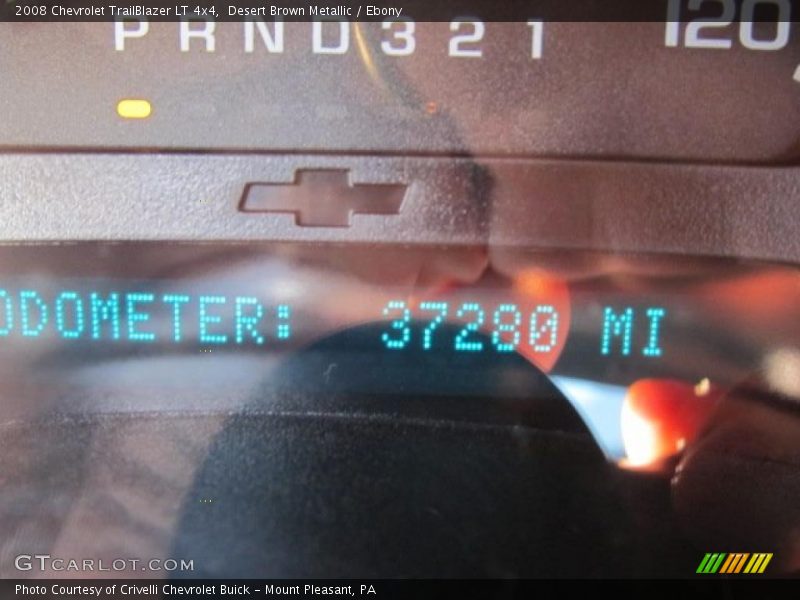 2008 Chevrolet TrailBlazer LT 4x4, Desert Brown Metallic / Ebony
P R N D 3 2 1 120
ODOMETER: 37280 MI
GTCARLOT.COM
Photo Courtesy of Crivelli Chevrolet Buick - Mount Pleasant, PA